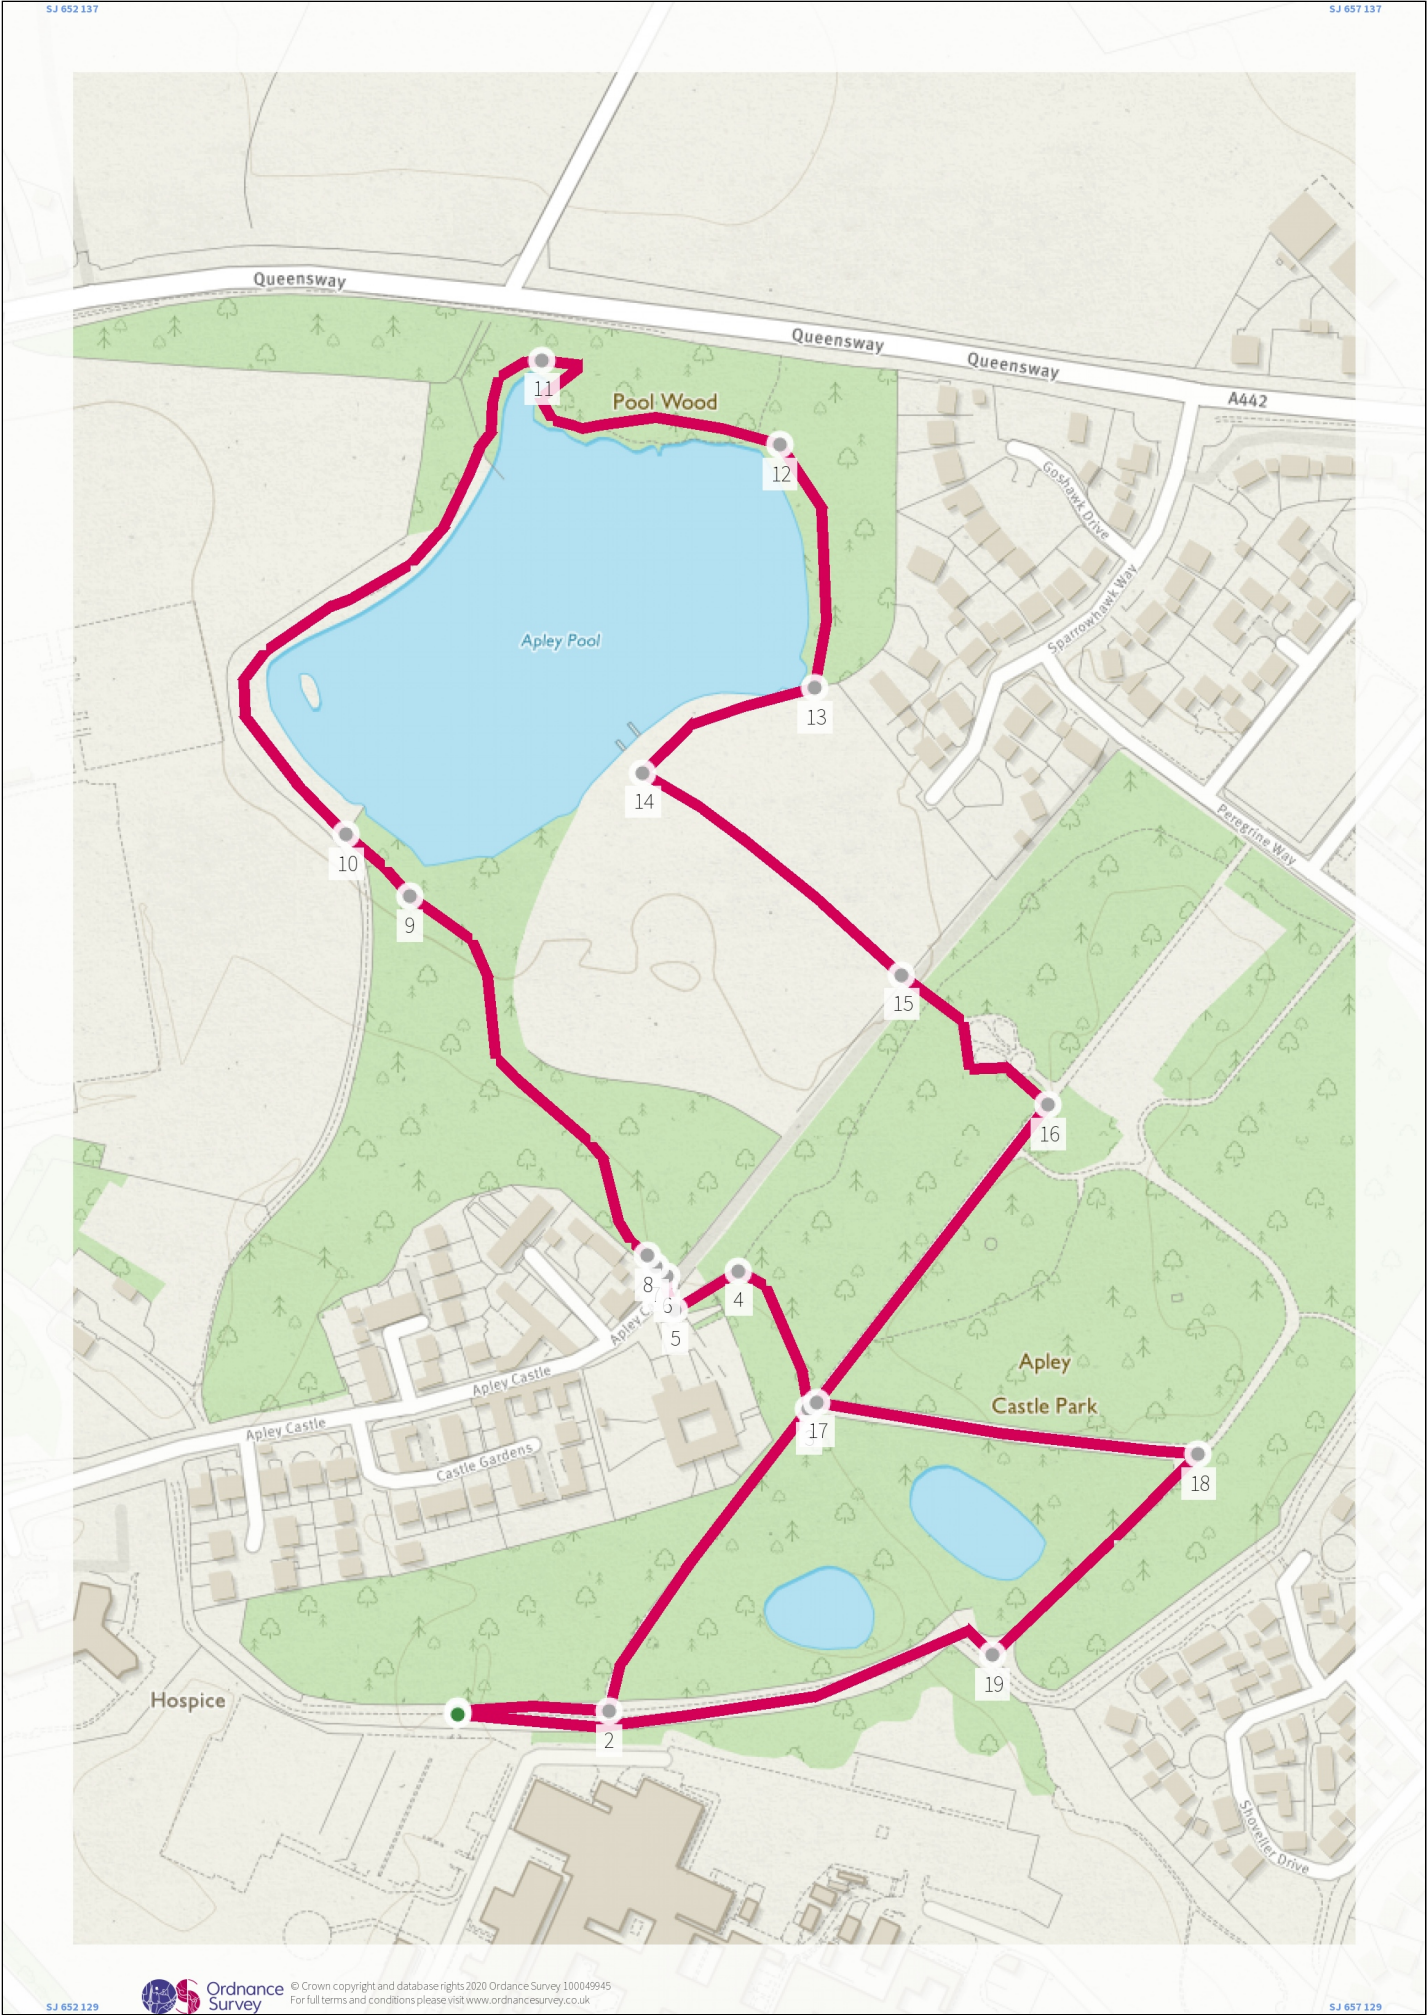 SJ 652 137
SJ 657 137
Queensway
Queensway
Queensway
A442
11
Pool Wood
12
Goshawk Drive
Sparrowhawk Way
Apley Pool
13
14
Peregrine Way
10
9
15
16
8
6
4
5
Apley
Castle Park
Apley Castle
Apley Castle
17
Castle Gardens
18
19
Hospice
2
Shoveller Drive
Ordnance
Survey
© Crown copyright and database rights 2020 Ordance Survey 100049945
For full terms and conditions please visit www.ordnancesurvey.co.uk
SJ 652 129
SJ 657 129